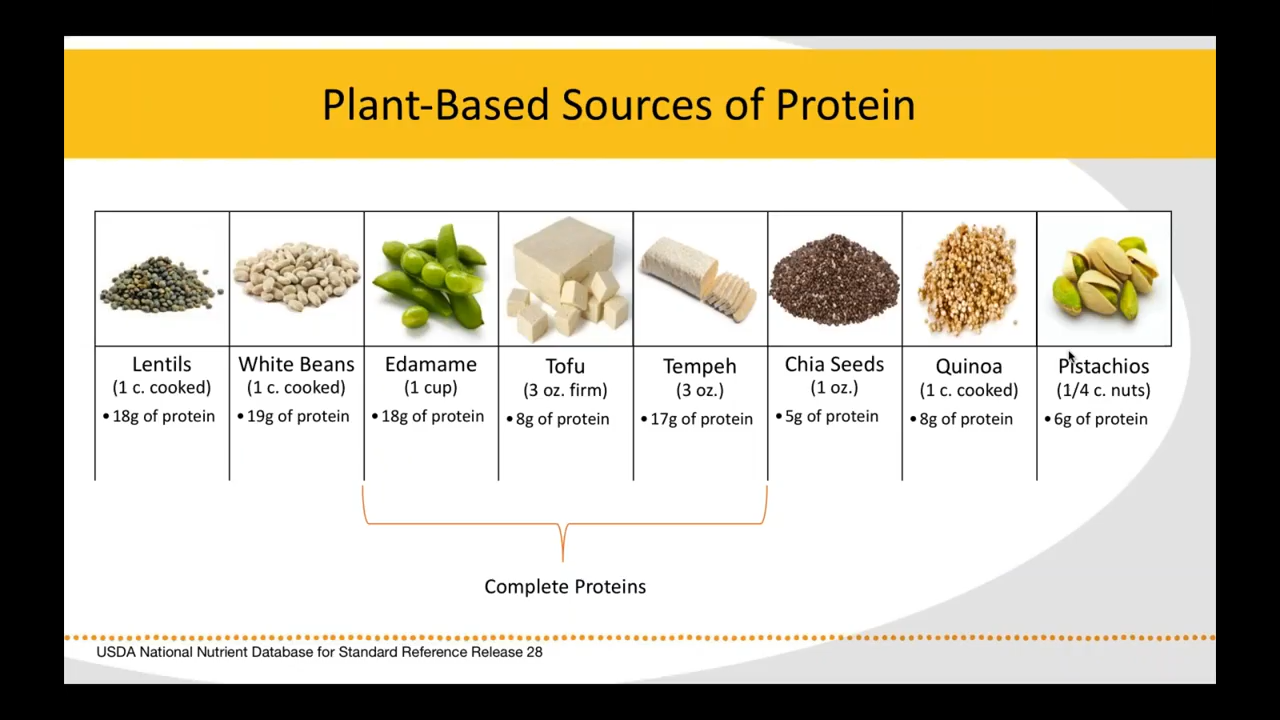 Plant-Based Sources of Protein
Lentils
(1 c. cooked)
• 18g of protein
White Beans
(1 c. cooked)
• 19g of protein
Edamame
(1 cup)
• 18g of protein
Tofu
(3 oz. firm)
• 8g of protein
Tempeh
(3 oz.)
• 17g of protein
Chia Seeds
(1 oz.)
• 5g of protein
Quinoa
(1 c. cooked)
• 8g of protein
Pistachios
(1/4 c. nuts)
• 6g of protein
Complete Proteins
USDA National Nutrient Database for Standard Reference Release 28